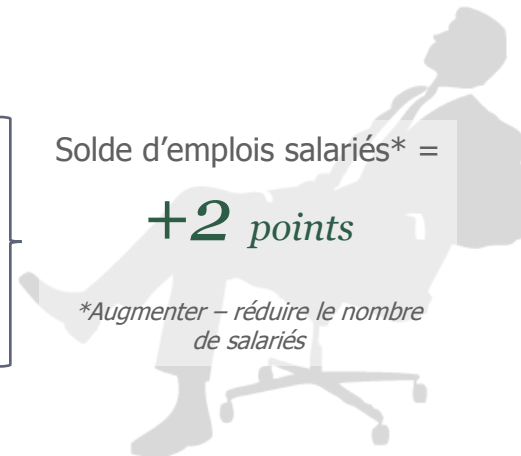 Solde d’emplois salariés* =
+2 points
*Augmenter – réduire le nombre
de salariés